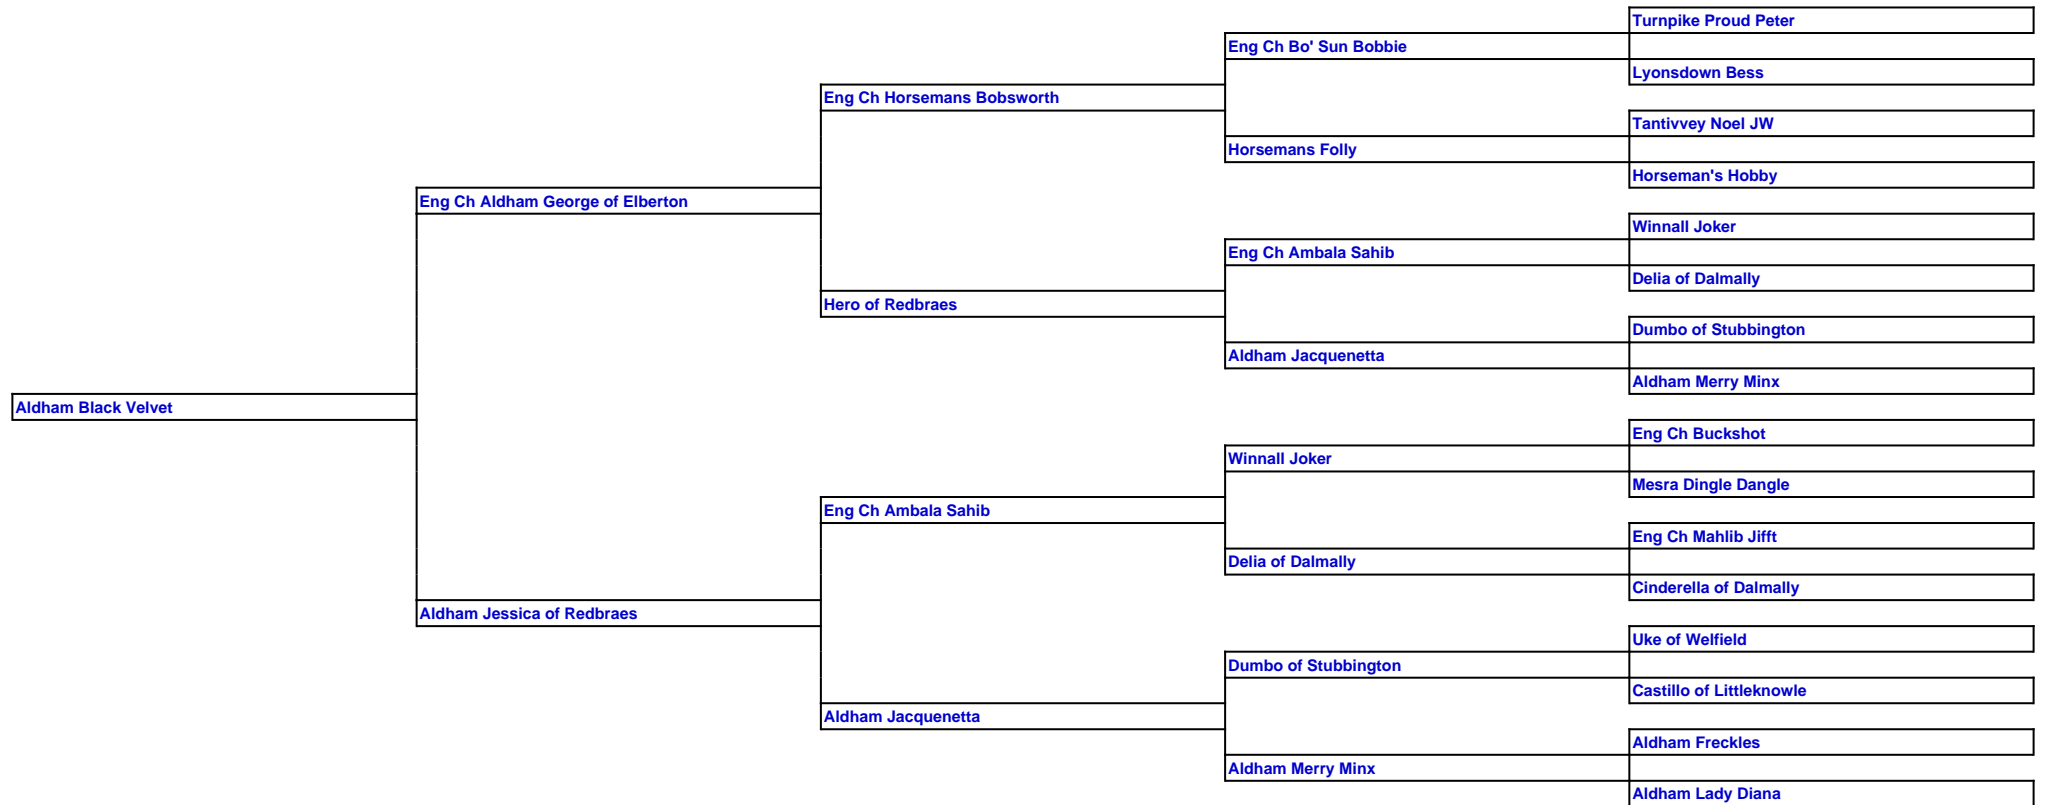 Turnpike Proud Peter
Eng Ch Bo' Sun Bobbie
Lyonsdown Bess
Eng Ch Horsemans Bobsworth
Tantivvey Noel JW
Horsemans Folly
Horseman's Hobby
Eng Ch Aldham George of Elberton
Winnall Joker
Eng Ch Ambala Sahib
Delia of Dalmally
Hero of Redbraes
Dumbo of Stubbington
Aldham Jacquenetta
Aldham Merry Minx
Aldham Black Velvet
Eng Ch Buckshot
Winnall Joker
Mesra Dingle Dangle
Eng Ch Ambala Sahib
Eng Ch Mahlib Jifft
Delia of Dalmally
Cinderella of Dalmally
Aldham Jessica of Redbraes
Uke of Welfield
Dumbo of Stubbington
Castillo of Littleknowle
Aldham Jacquenetta
Aldham Freckles
Aldham Merry Minx
Aldham Lady Diana